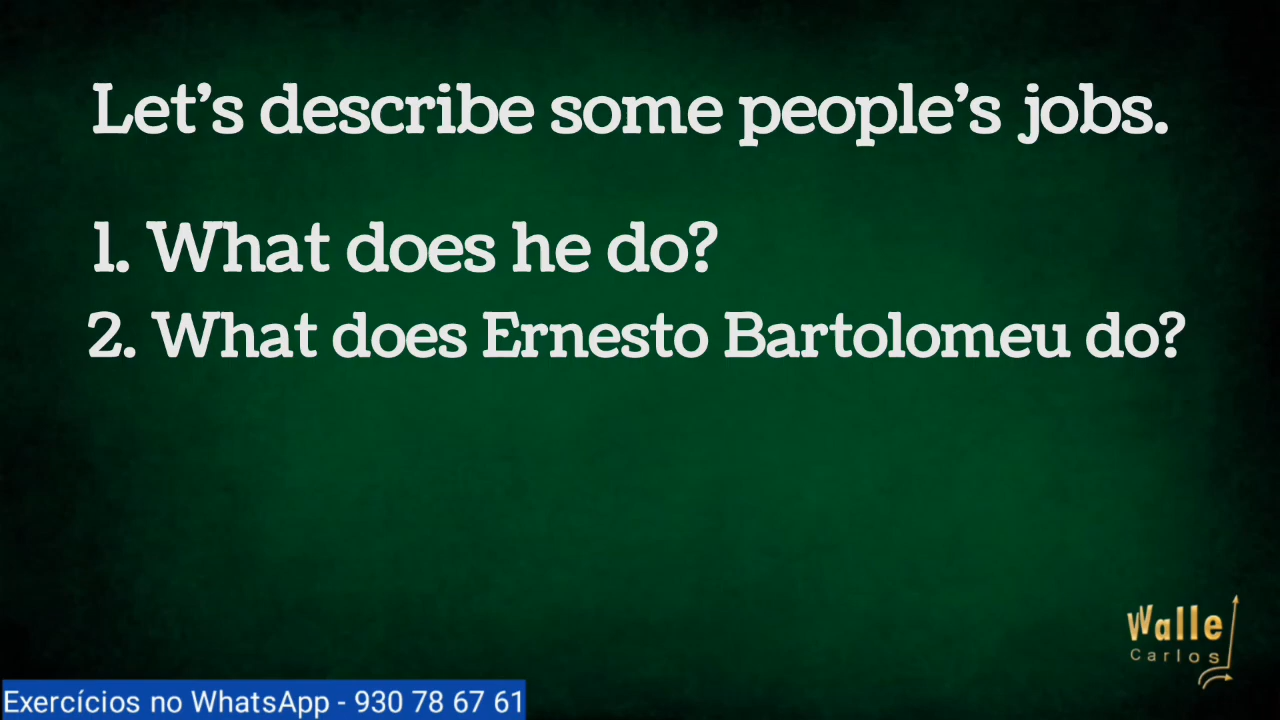 Let's describe some people's jobs.
1. What does he do?
2. What does Ernesto Bartolomeu do?
Walle
Carlos
Exercícios no WhatsApp - 930 78 67 61